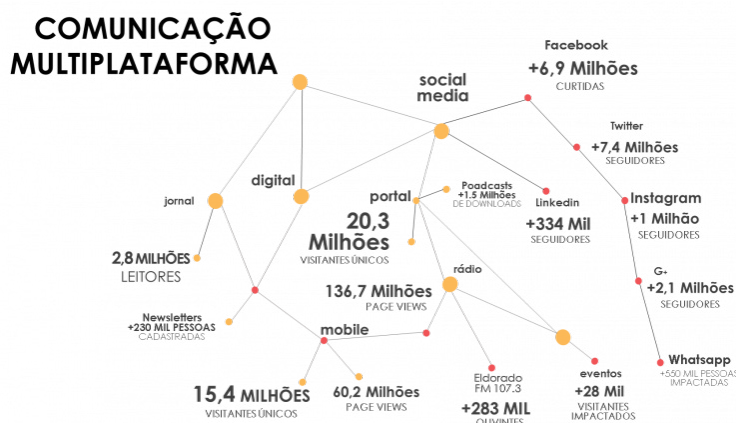 COMUNICAÇÃO
MULTIPLATAFORMA
social
media
Facebook
+6,9 Milhões
CURTIDAS
Twitter
+7,4 Milhões
SEGUIDORES
Instagram
+1 Milhão
SEGUIDORES
G+
+2,1 Milhões
SEGUIDORES
Whatsapp
+550 MIL PESSOAS
IMPACTADAS
Linkedin
+334 Mil
SEGUIDORES
jornal
2,8 MILHÕES
LEITORES
digital
portal
Poadcasts
+1.5 Milhões
DE DOWNLOADS
20,3
Milhões
VISITANTES ÚNICOS
136,7 Milhões
PAGE VIEWS
rádio
Newsletters
+230 MIL PESSOAS
CADASTRADAS
mobile
15,4 MILHÕES
VISITANTES ÚNICOS
60,2 Milhões
PAGE VIEWS
Eldorado
FM 107.3
+283 MIL
OUVINTES
eventos
+28 Mil
VISITANTES
IMPACTADOS